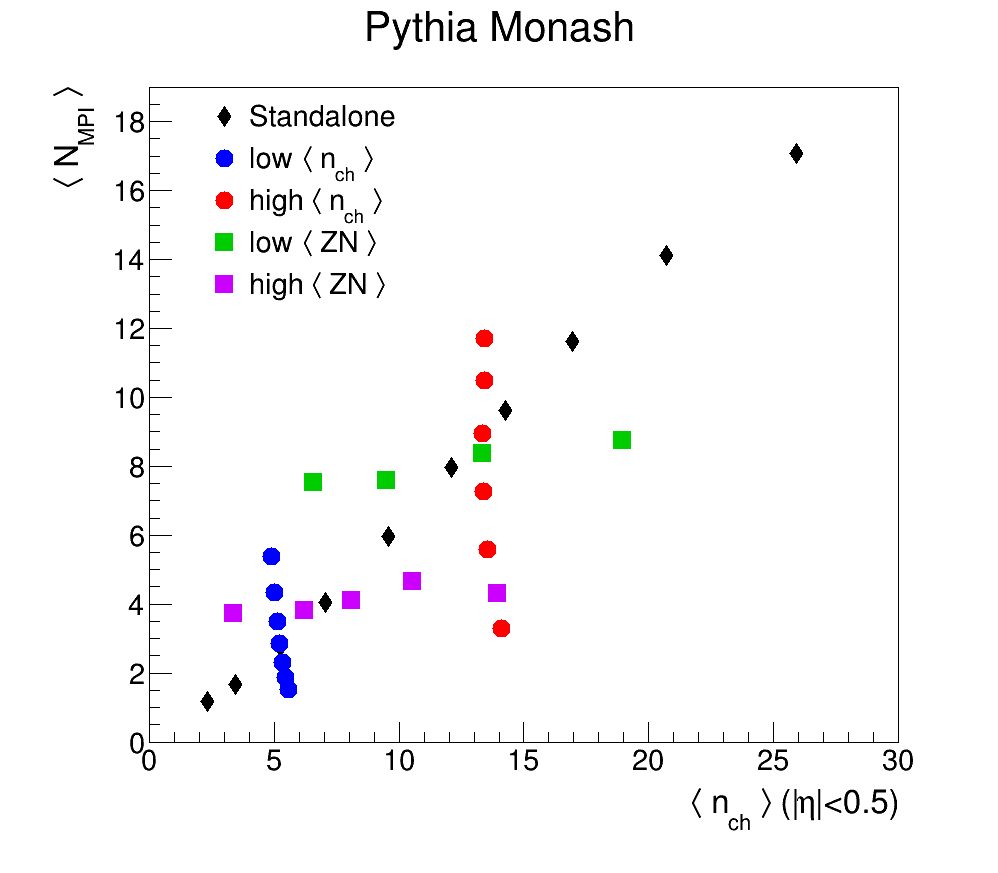 Pythia Monash
⟨ N_MPI ⟩
Standalone
low ⟨ n_ch ⟩
high ⟨ n_ch ⟩
low ⟨ ZN ⟩
high ⟨ ZN ⟩
18
16
14
12
10
8
6
4
2
0
0 5 10 15 20 25 30
⟨ n_ch ⟩ (|η|<0.5)